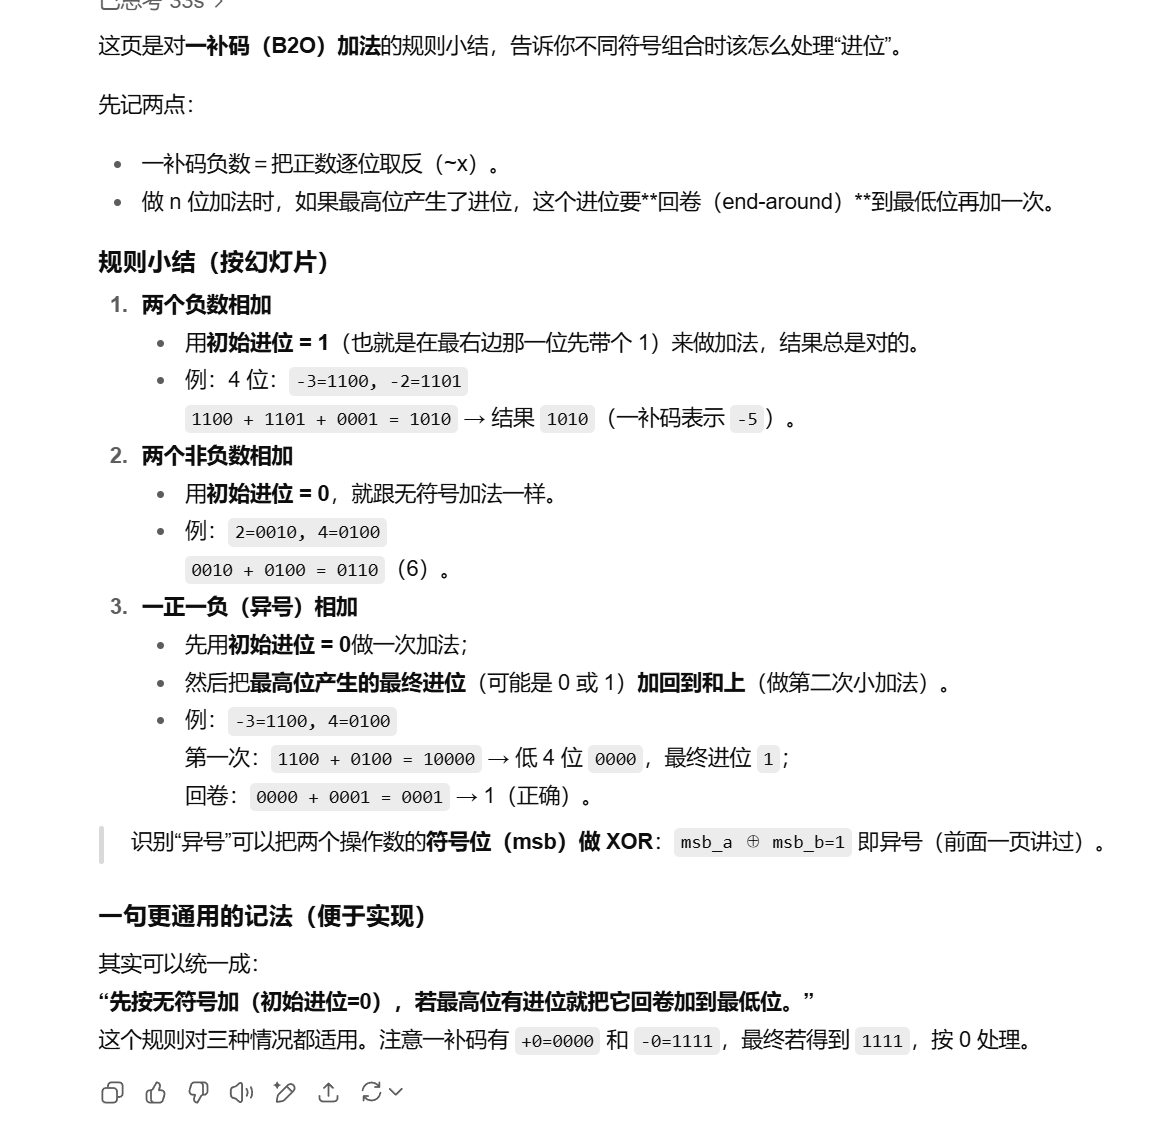 已思考 33s >
这页是对一补码（B2O）加法的规则小结，告诉你不同符号组合时该怎么处理“进位”。
先记两点：
• 一补码负数＝把正数逐位取反（~x）。
• 做 n 位加法时，如果最高位产生了进位，这个进位要**回卷（end-around）**到最低位再加一次。
规则小结（按幻灯片）
1. 两个负数相加
• 用初始进位 = 1（也就是在最右边那一位先带个 1）来做加法，结果总是对的。
• 例：4 位： -3=1100, -2=1101
1100 + 1101 + 0001 = 1010 → 结果 1010 （一补码表示 -5 ）。
2. 两个非负数相加
• 用初始进位 = 0，就跟无符号加法一样。
• 例： 2=0010, 4=0100
0010 + 0100 = 0110 （6）。
3. 一正一负（异号）相加
• 先用初始进位 = 0做一次加法；
• 然后把最高位产生的最终进位（可能是 0 或 1）加回到和上（做第二次小加法）。
• 例： -3=1100, 4=0100
第一次： 1100 + 0100 = 10000 → 低 4 位 0000 ，最终进位 1 ；
回卷： 0000 + 0001 = 0001 → 1（正确）。
识别“异号”可以把两个操作数的符号位（msb）做 XOR： msb_a ⊕ msb_b=1 即异号（前面一页讲过）。
一句更通用的记法（便于实现）
其实可以统一成：
“先按无符号加（初始进位=0），若最高位有进位就把它回卷加到最低位。”
这个规则对三种情况都适用。注意一补码有 +0=0000 和 -0=1111 ，最终若得到 1111 ，按 0 处理。